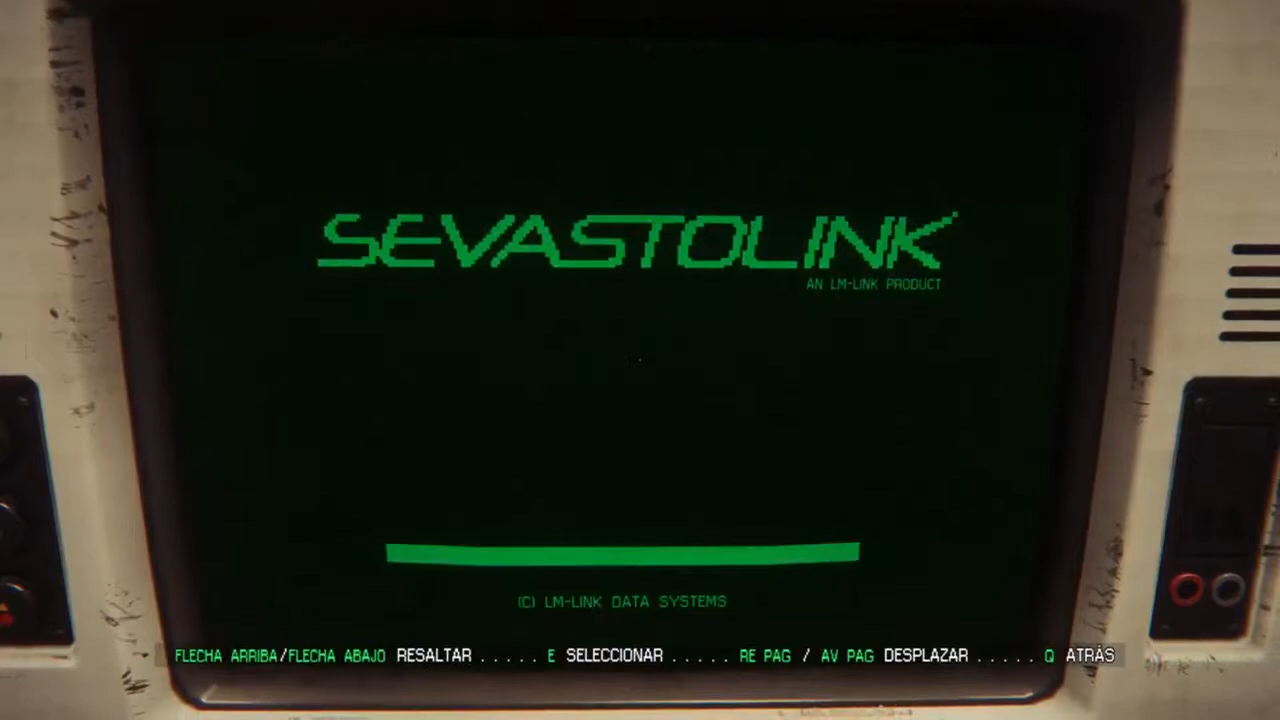 SEVASTOLINK
AN LM-LINK PRODUCT
(C) LM-LINK DATA SYSTEMS
FLECHA ARRIBA/FLECHA ABAJO RESALTAR ..... E SELECCIONAR ..... RE PAG / AV PAG DESPLAZAR ..... Q ATRÁS